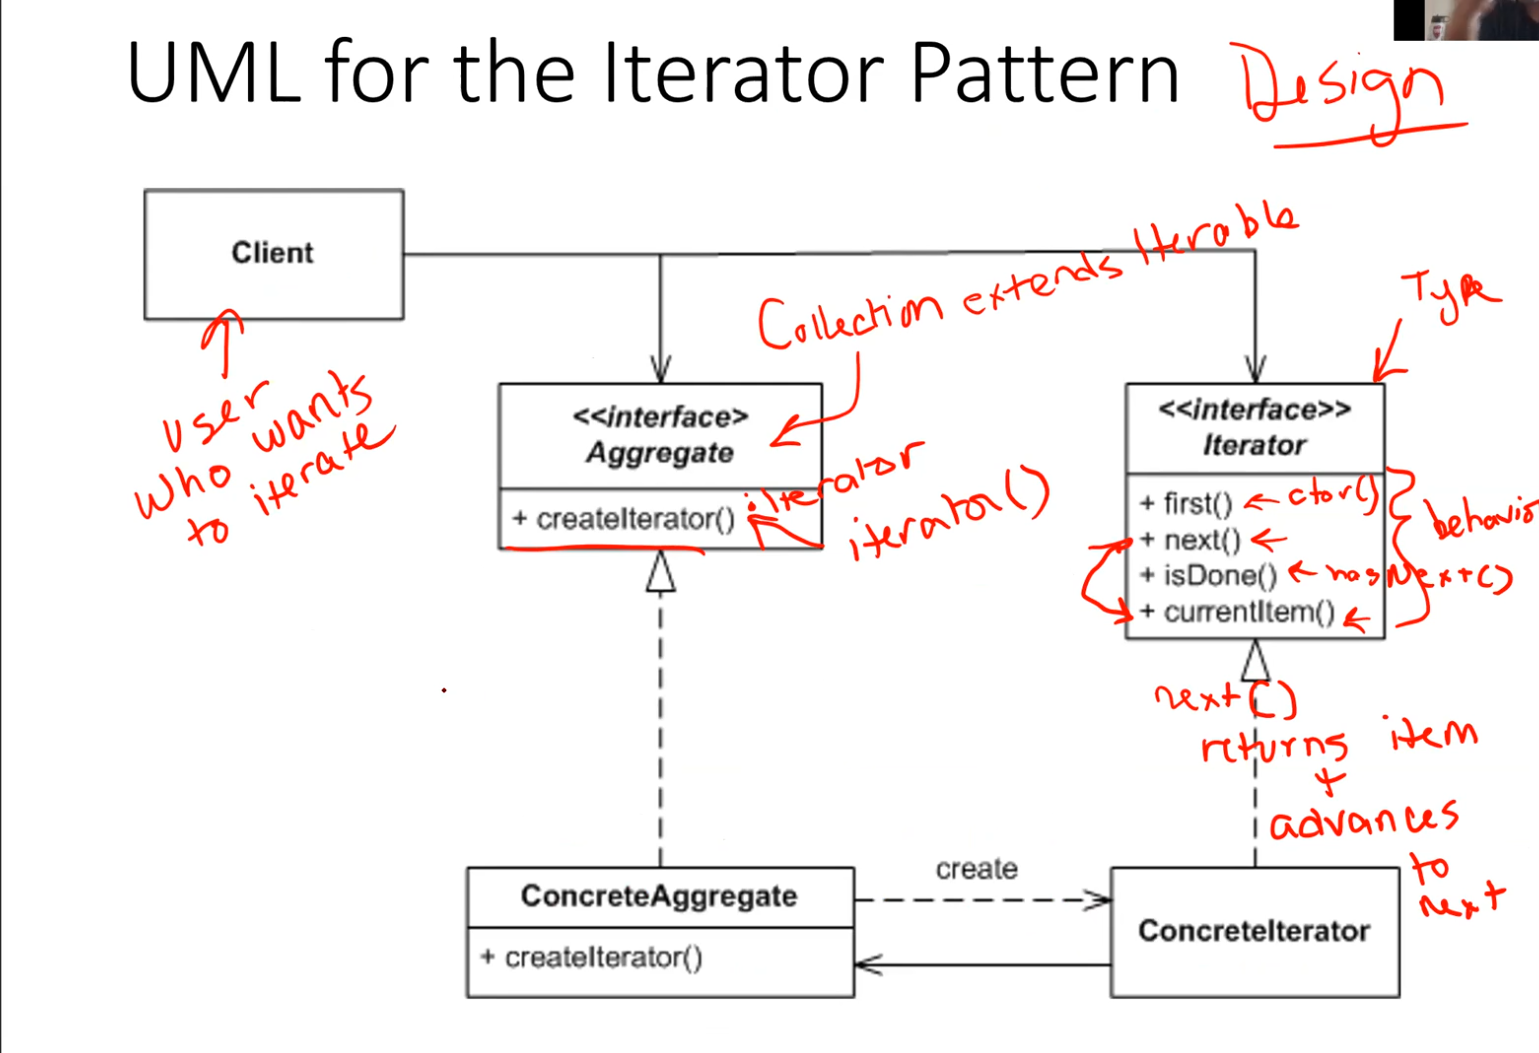 UML for the Iterator Pattern Design
Client
Collection extends Iterable
Type
user
who wants
to iterate
<<interface>
Aggregate
+ createIterator() :iterator
iterator()
<<interface>>
Iterator
+ first() ctor()
+ next()
+ isDone() hasNext()
+ currentItem()
next()
returns item
+
advances
to
next
ConcreteAggregate
+ createIterator()
create
ConcreteIterator